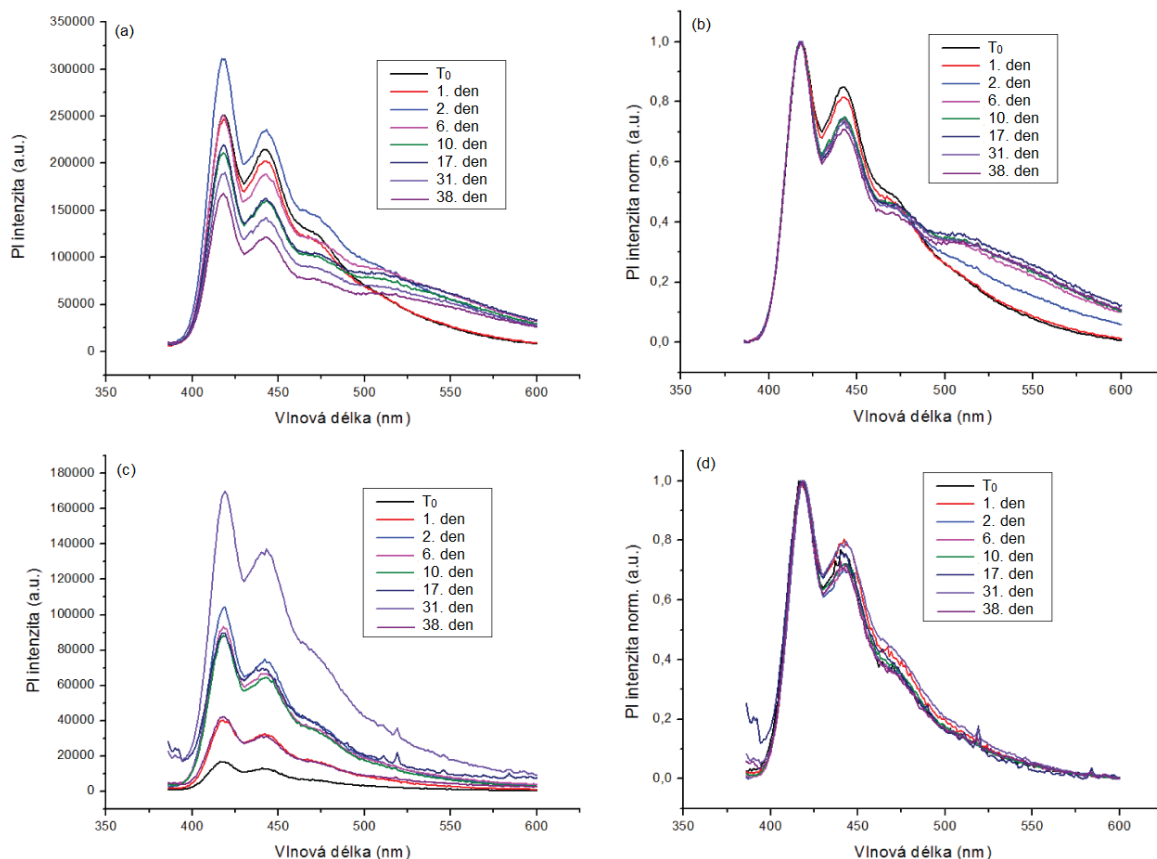 (a)
PI intenzita (a.u.)
350000
300000
250000
200000
150000
100000
50000
0
T₀
1. den
2. den
6. den
10. den
17. den
31. den
38. den
350
400
450
500
550
600
Vlnová délka (nm)
(b)
PI intenzita norm. (a.u.)
1,0
0,8
0,6
0,4
0,2
0,0
T₀
1. den
2. den
6. den
10. den
17. den
31. den
38. den
350
400
450
500
550
600
Vlnová délka (nm)
(c)
PI intenzita (a.u.)
180000
160000
140000
120000
100000
80000
60000
40000
20000
0
T₀
1. den
2. den
6. den
10. den
17. den
31. den
38. den
350
400
450
500
550
600
Vlnová délka (nm)
(d)
PI intenzita norm. (a.u.)
1,0
0,8
0,6
0,4
0,2
0,0
T₀
1. den
2. den
6. den
10. den
17. den
31. den
38. den
350
400
450
500
550
600
Vlnová délka (nm)